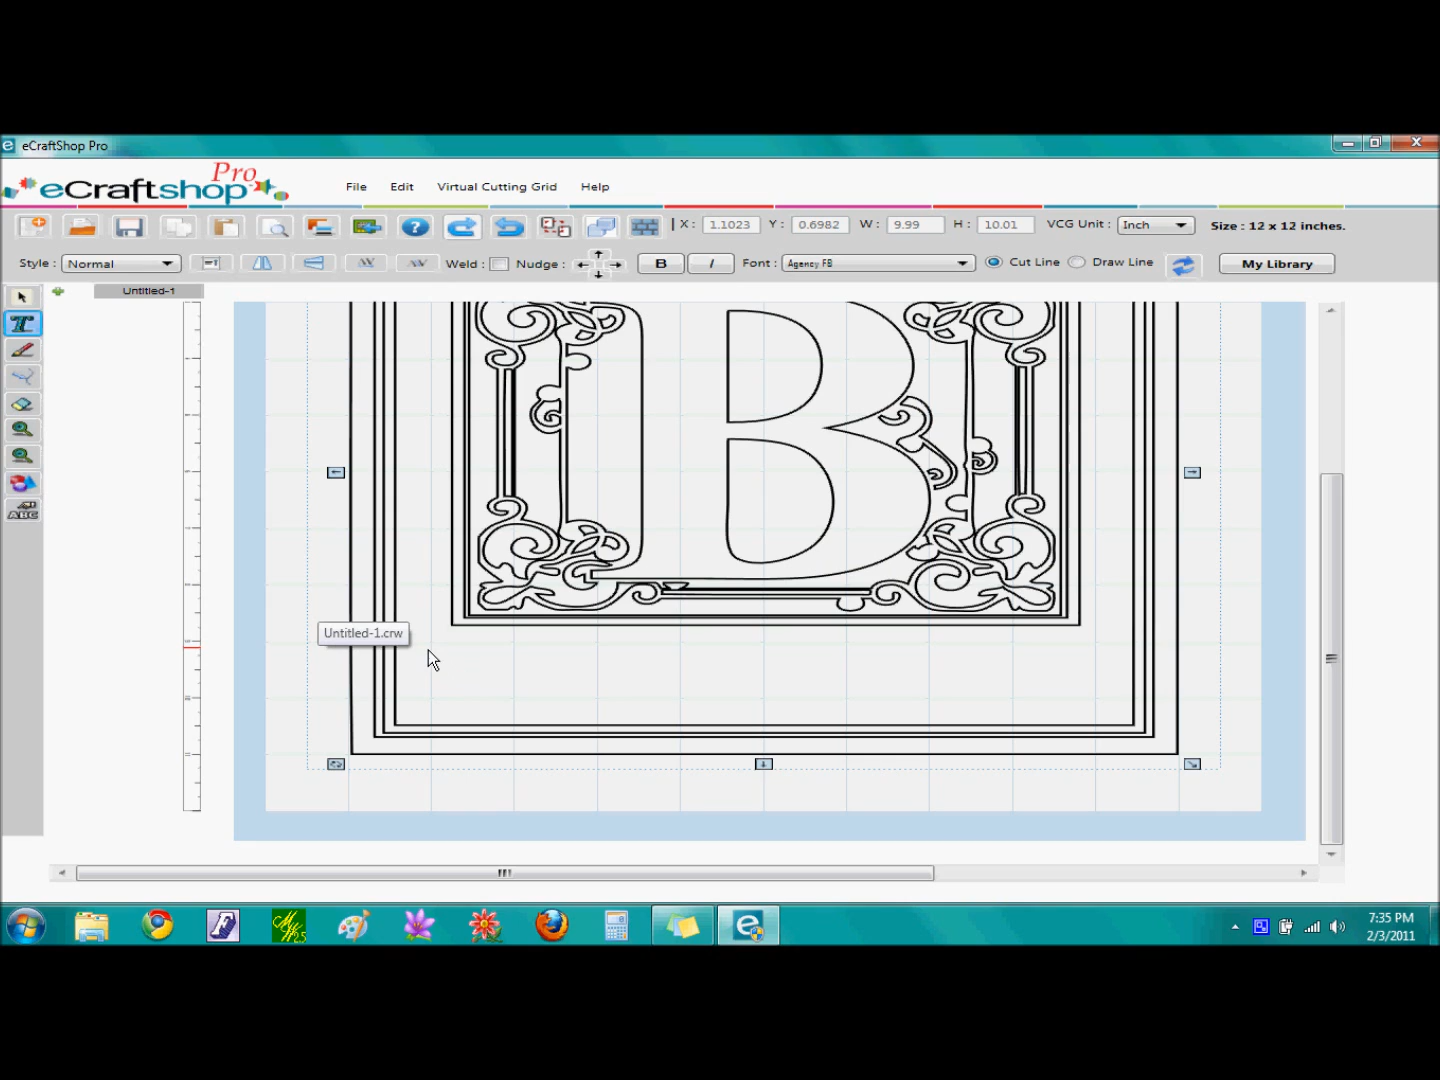 eCraftShop Pro
Pro
eCraftshop
File Edit Virtual Cutting Grid Help
X : 1.1023 Y : 0.6982 W : 9.99 H : 10.01 VCG Unit : Inch Size : 12 x 12 inches.
Style : Normal Weld : Nudge : B I Font : Agency FB Cut Line Draw Line My Library
Untitled-1
T
ABC
B
Untitled-1.crw
7:35 PM
2/3/2011